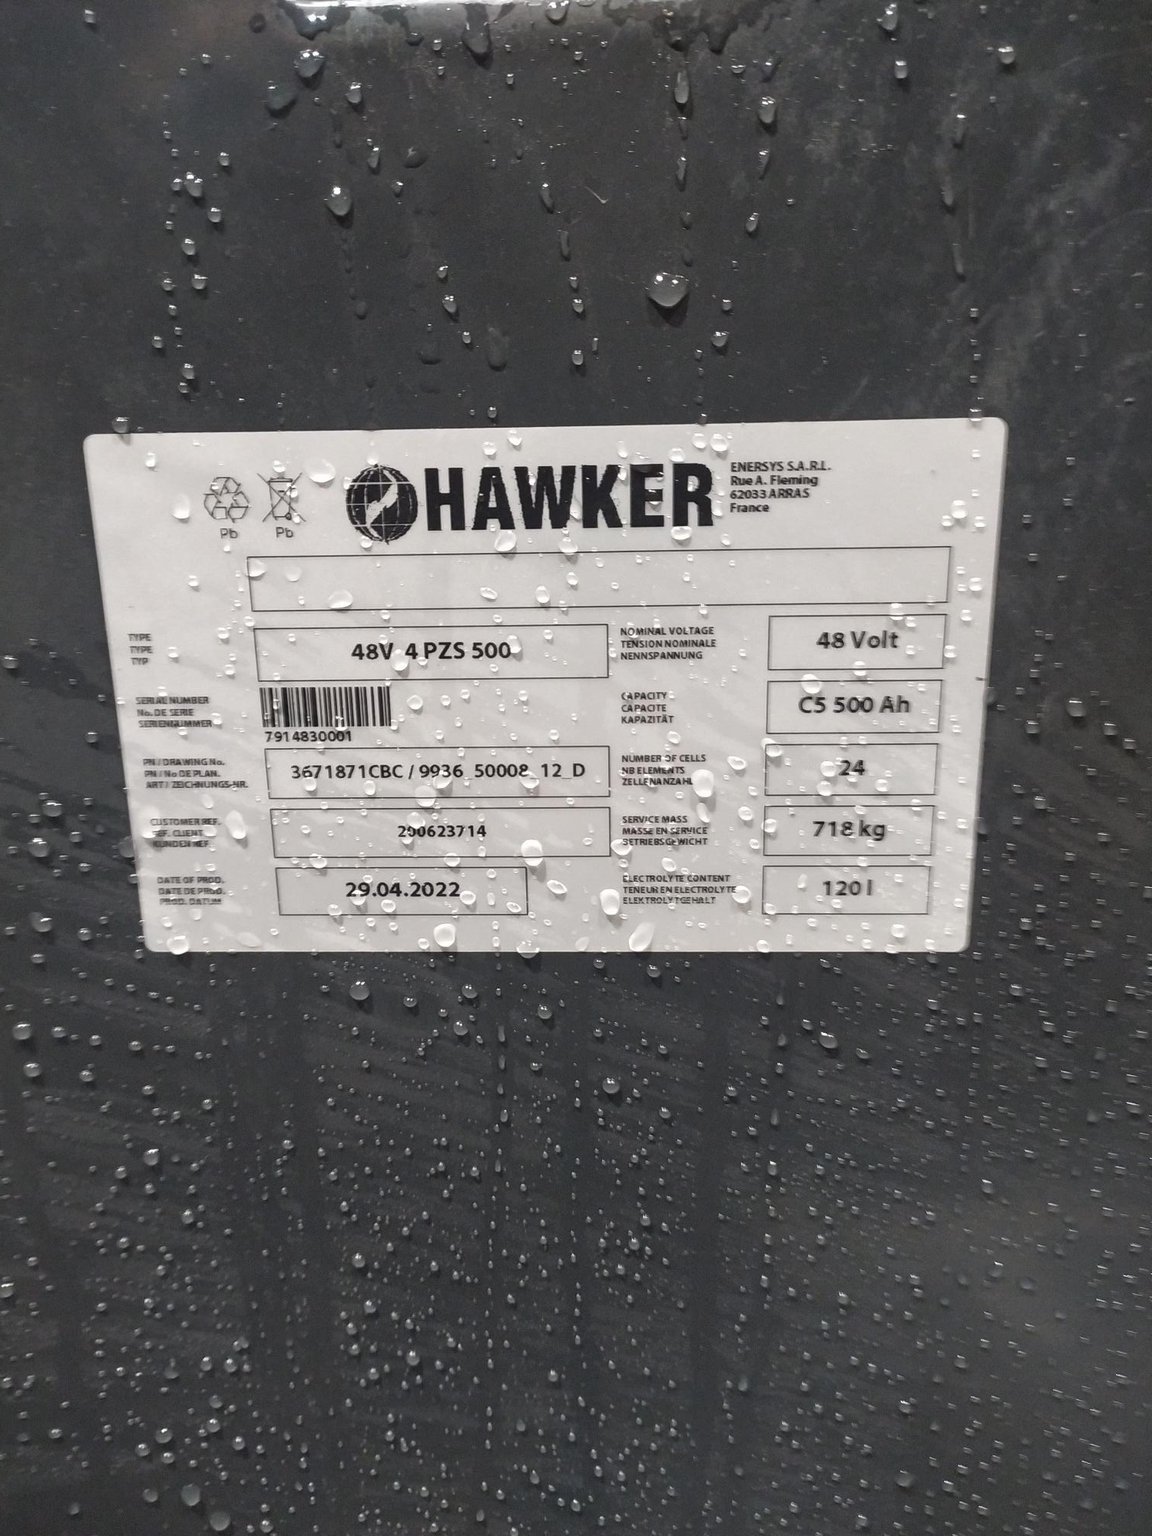 Pb Pb
HAWKER
ENERSYS S.A.R.L.
Rue A. Fleming
62033 ARRAS
France
TYPE
TYPE
TYP
48V 4 PZS 500
NOMINAL VOLTAGE
TENSION NOMINALE
NENNSPANNUNG
48 Volt
SERIAL NUMBER
No. DE SERIE
SERIENNUMMER
7914830001
CAPACITY
CAPACITE
KAPAZITÄT
C5 500 Ah
PN / DRAWING No.
PN / No DE PLAN.
ART / ZEICHNUNGS-NR.
3671871CBC / 9936_50008_12_D
NUMBER OF CELLS
NB ELEMENTS
ZELLENANZAHL
24
CUSTOMER REF.
REF. CLIENT
KUNDEN REF.
200623714
SERVICE MASS
MASSE EN SERVICE
BETRIEBSGEWICHT
718 kg
DATE OF PROD.
DATE DE PROD.
PROD. DATUM
29.04.2022
ELECTROLYTE CONTENT
TENEUR EN ELECTROLYTE
ELEKTROLYTGEHALT
120 l